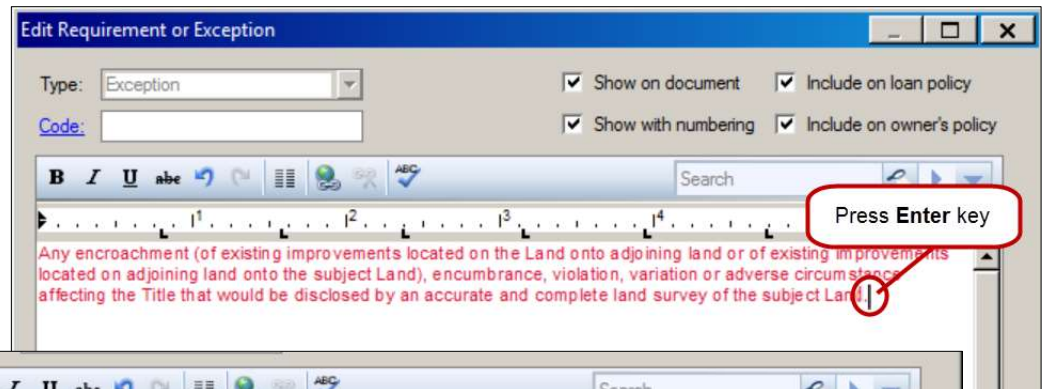 Edit Requirement or Exception
Type: Exception
Show on document
Include on loan policy
Code:
Show with numbering
Include on owner's policy
B I U abc ABC Search
1 2 3 4
Press Enter key
Any encroachment (of existing improvements located on the Land onto adjoining land or of existing improvements
located on adjoining land onto the subject Land), encumbrance, violation, variation or adverse circumstance
affecting the Title that would be disclosed by an accurate and complete land survey of the subject Land.
U abc ABC Search